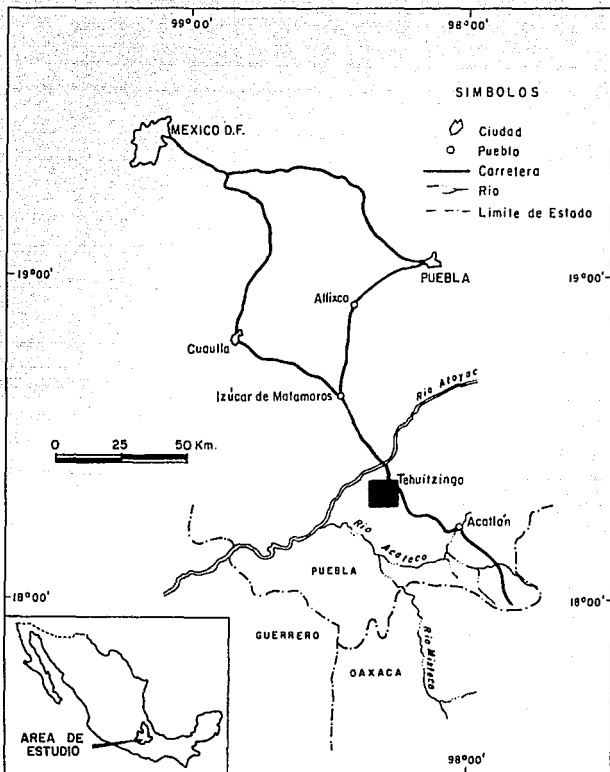 99°00'
98°00'
SIMBOLOS
Ciudad
Pueblo
Carretera
Río
Limite de Estado
MEXICO D.F.
19°00'
19°00'
PUEBLA
Atlixco
Cuautla
Izúcar de Matamoros
Río Atoyac
0 25 50 Km.
Tehuitzingo
Acatlán
Río Acateco
PUEBLA
18°00'
18°00'
GUERRERO
OAXACA
Río Mixteco
AREA DE
ESTUDIO
98°00'